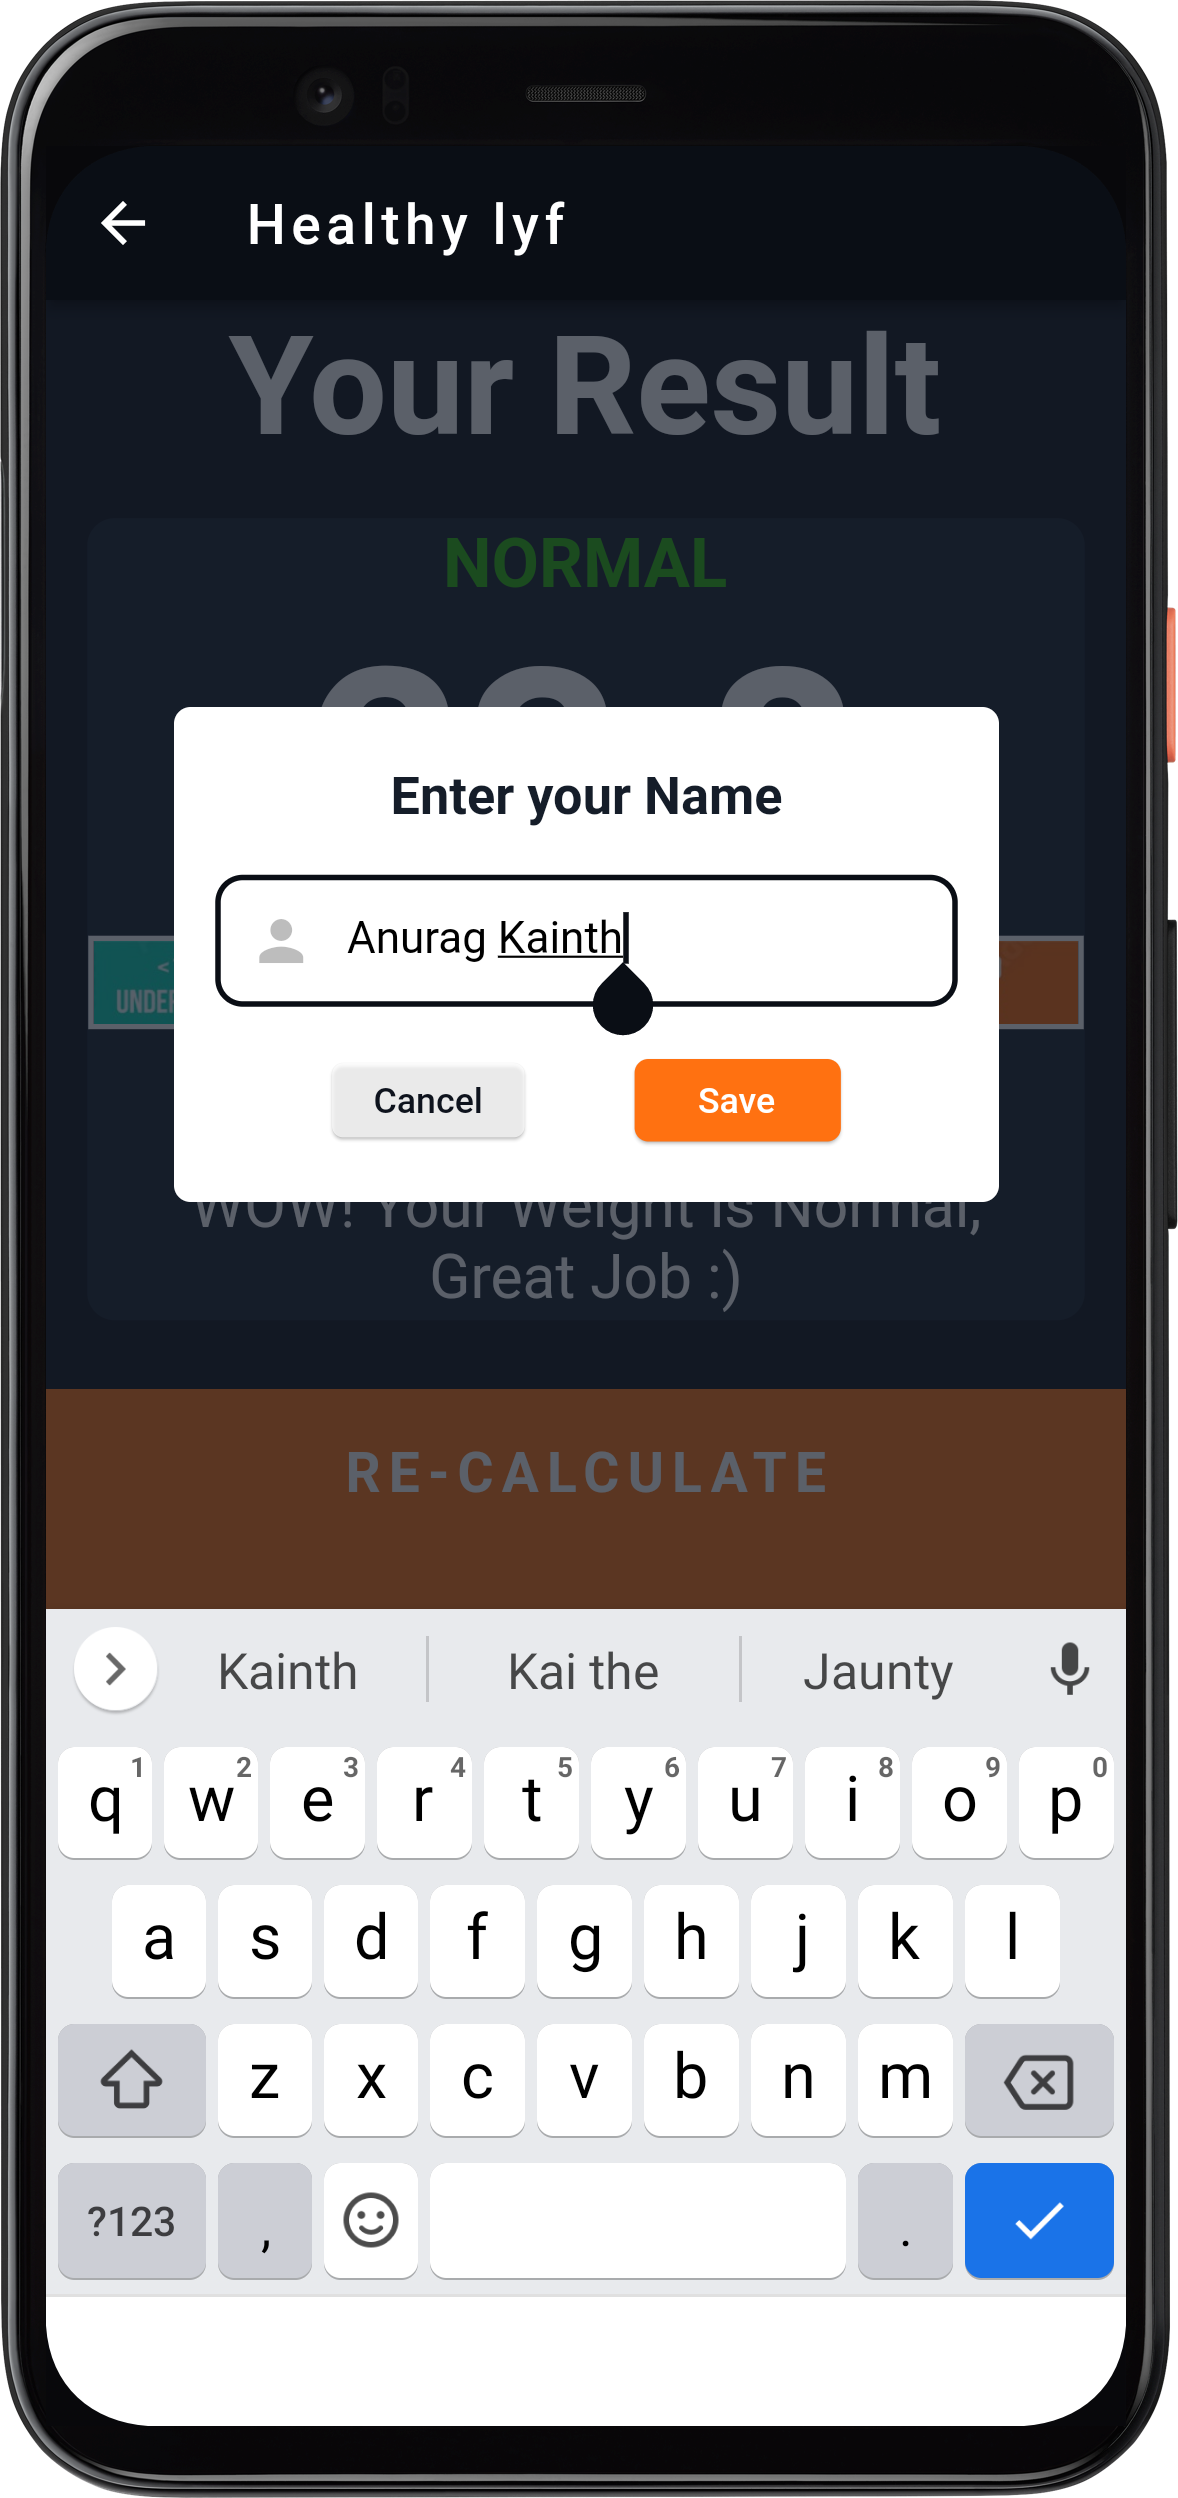 Healthy lyf
Your Result
NORMAL
Enter your Name
Anurag Kainth
<
UNDER
Cancel Save
WOW! Your Weight is Normal,
Great Job :)
RE-CALCULATE
Kainth Kai the Jaunty
1 2 3 4 5 6 7 8 9 0
q w e r t y u i o p
a s d f g h j k l
z x c v b n m
?123 , .